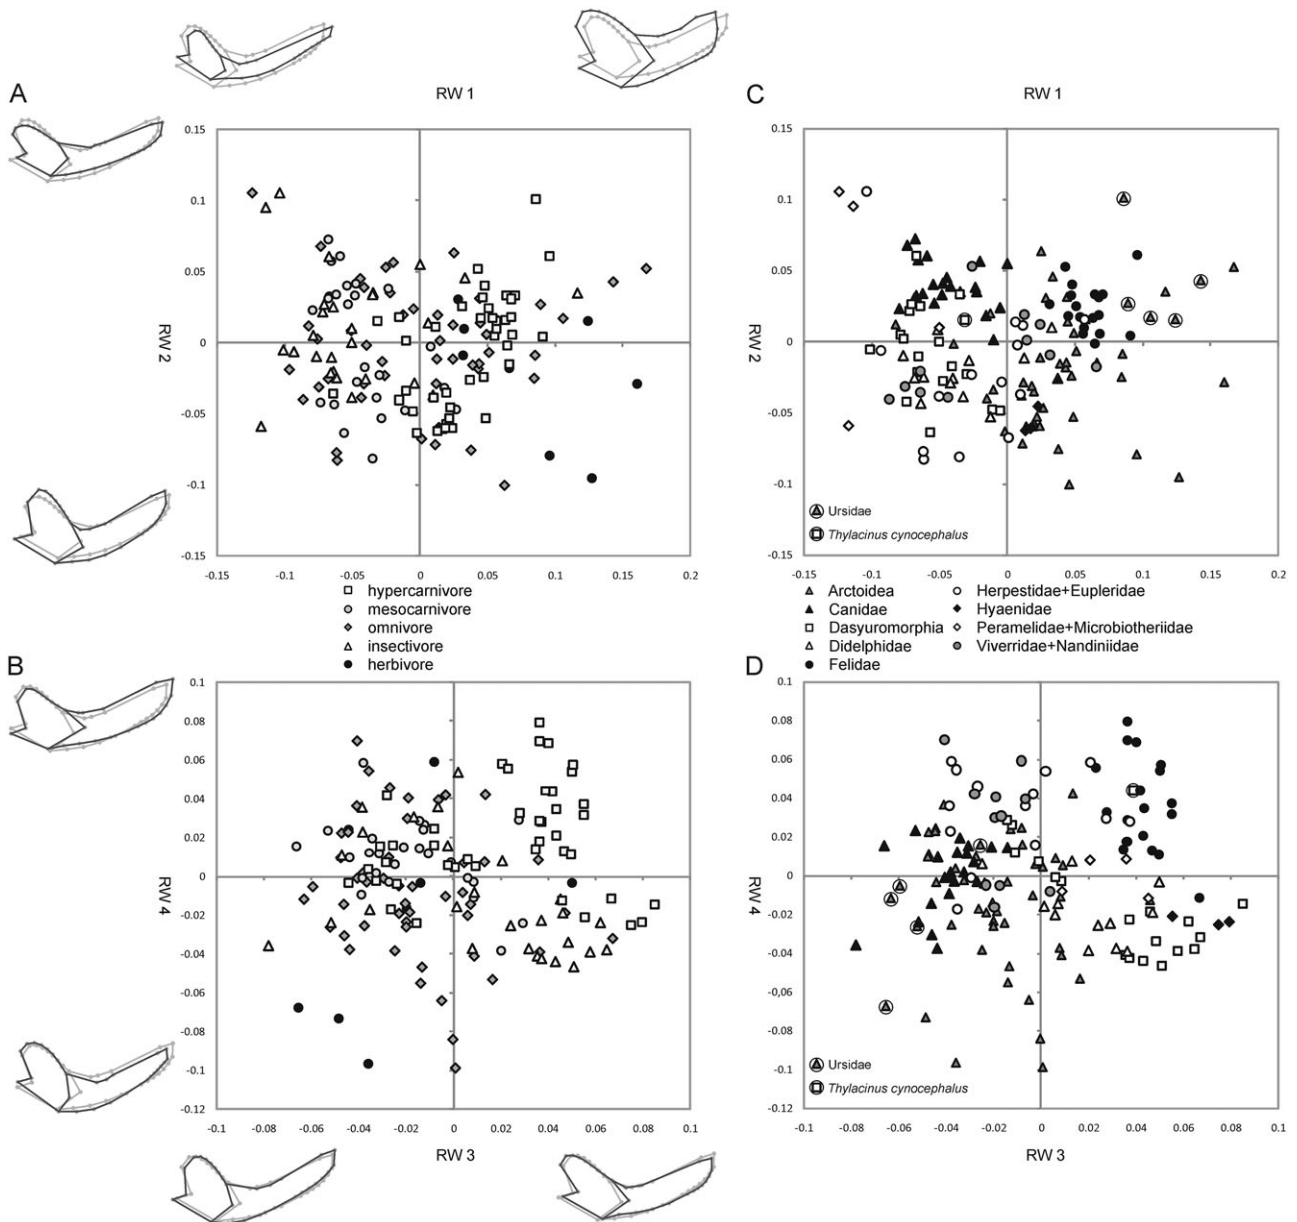 A
RW 1
C
RW 1
0.15
0.1
0.05
0
-0.05
-0.1
-0.15
RW 2
-0.15
-0.1
-0.05
0
0.05
0.1
0.15
0.2
0.15
0.1
0.05
0
-0.05
-0.1
-0.15
RW 2
Ursidae
Thylacinus cynocephalus
-0.15
-0.1
-0.05
0
0.05
0.1
0.15
0.2
hypercarnivore
mesocarnivore
omnivore
insectivore
herbivore
Arctoidea
Canidae
Dasyuromorphia
Didelphidae
Felidae
Herpestidae+Eupleridae
Hyaenidae
Peramelidae+Microbiotheriidae
Viverridae+Nandiniidae
B
D
0.1
0.08
0.06
0.04
0.02
0
-0.02
-0.04
-0.06
-0.08
-0.1
-0.12
RW 4
-0.1
-0.08
-0.06
-0.04
-0.02
0
0.02
0.04
0.06
0.08
0.1
RW 3
0.1
0.08
0.06
0.04
0.02
0
-0.02
-0.04
-0.06
-0.08
-0.1
-0.12
RW 4
Ursidae
Thylacinus cynocephalus
-0.1
-0.08
-0.06
-0.04
-0.02
0
0.02
0.04
0.06
0.08
0.1
RW 3